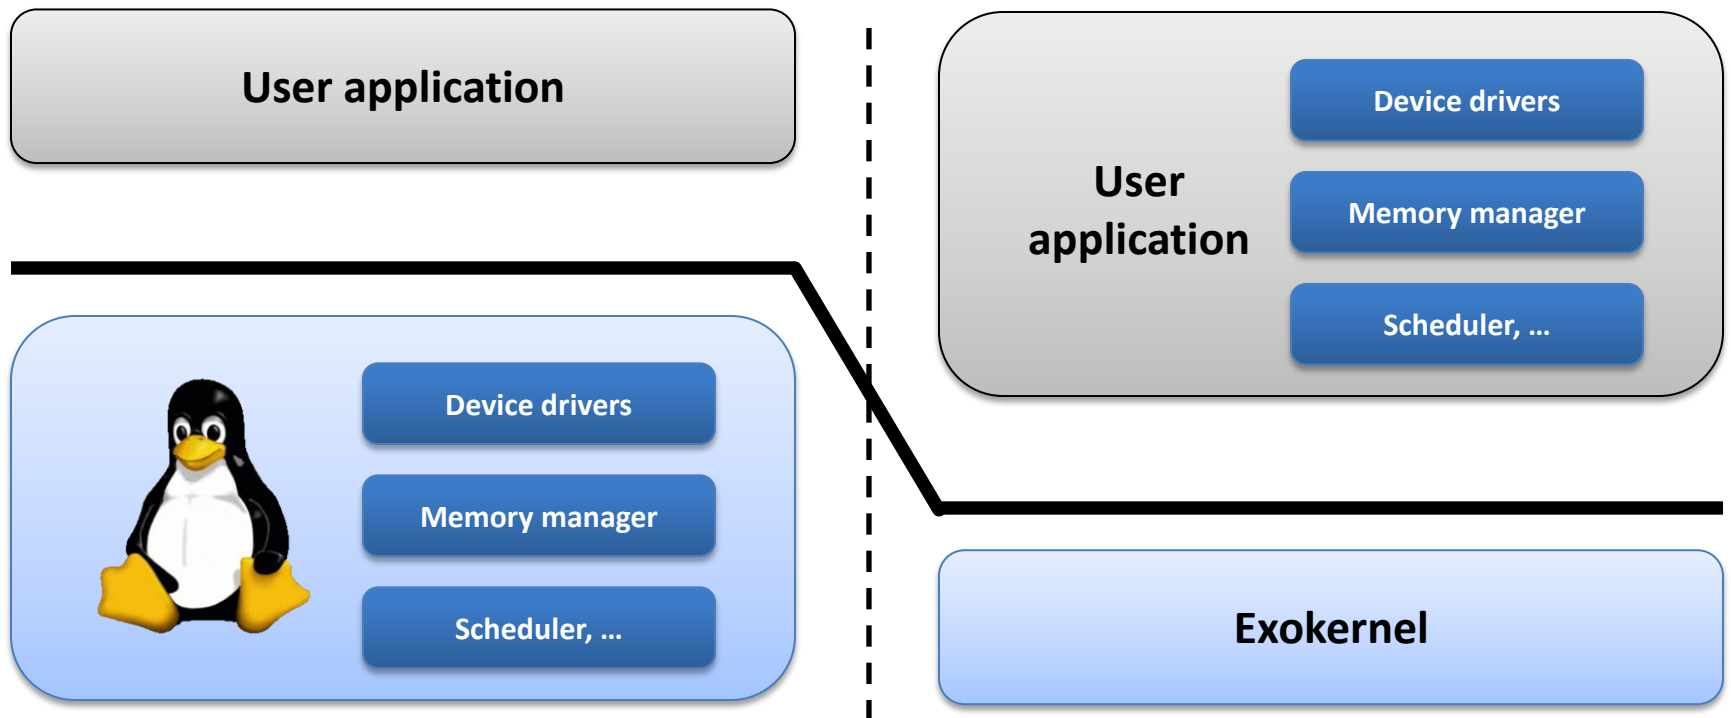 User application
Device drivers
Memory manager
Scheduler, ...
User
application
Device drivers
Memory manager
Scheduler, ...
Exokernel